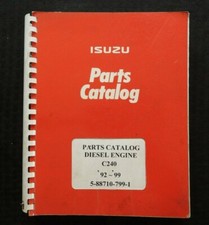 ISUZU
Parts
Catalog
PARTS CATALOG
DIESEL ENGINE
C240
'92 - '99
5-88710-799-1